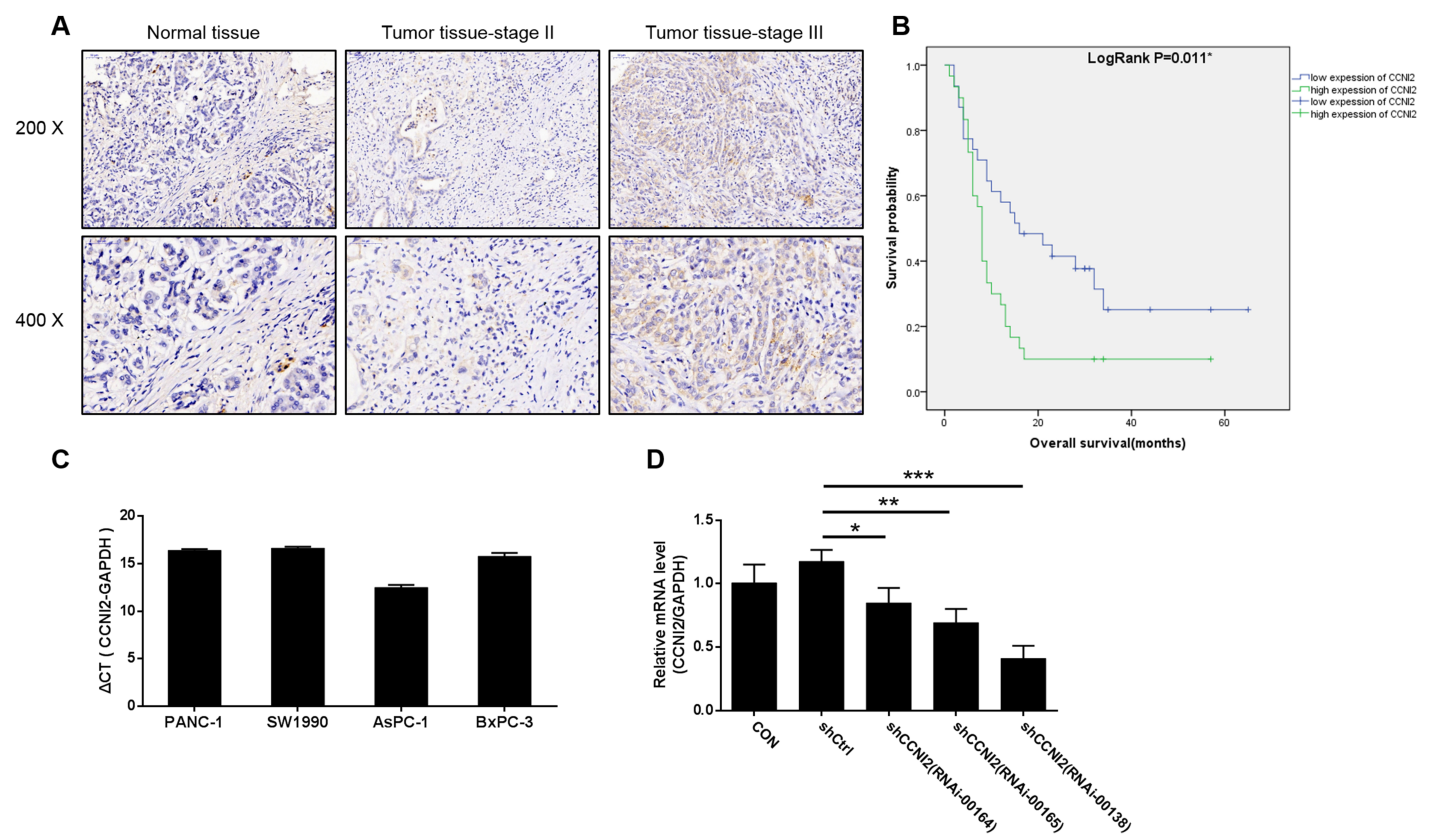 A
Normal tissue
Tumor tissue-stage II
Tumor tissue-stage III
200 X
400 X
B
LogRank P=0.011*
low expession of CCNI2
high expession of CCNI2
low expession of CCNI2
high expession of CCNI2
Survival probability
1.0
0.8
0.6
0.4
0.2
0.0
0
20
40
60
Overall survival(months)
C
ΔCT ( CCNI2-GAPDH )
20
15
10
5
0
PANC-1
SW1990
AsPC-1
BxPC-3
D
***
**
*
Relative mRNA level
(CCNI2/GAPDH)
1.5
1.0
0.5
0.0
CON
shCtrl
shCCNI2(RNAi-00164)
shCCNI2(RNAi-00165)
shCCNI2(RNAi-00138)